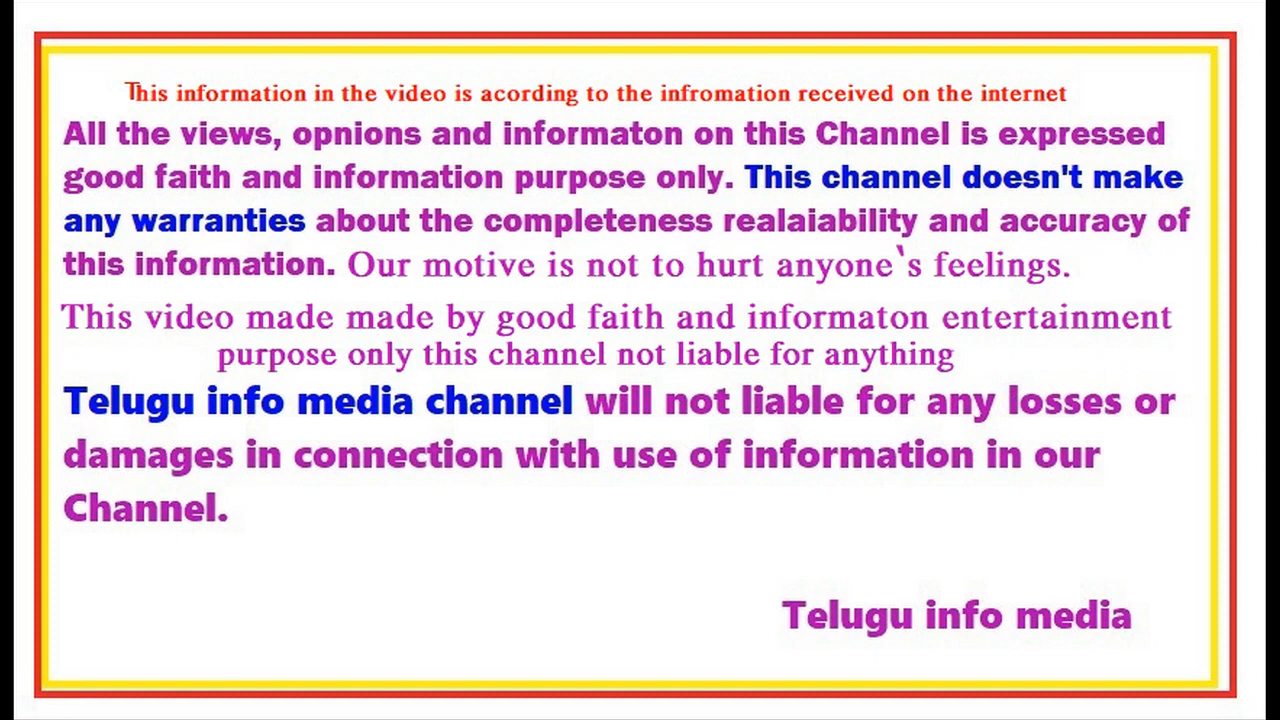 This information in the video is acording to the infromation received on the internet
All the views, opnions and informaton on this Channel is expressed
good faith and information purpose only. This channel doesn't make
any warranties about the completeness realaiability and accuracy of
this information. Our motive is not to hurt anyone`s feelings.
This video made made by good faith and informaton entertainment
purpose only this channel not liable for anything
Telugu info media channel will not liable for any losses or
damages in connection with use of information in our
Channel.
Telugu info media